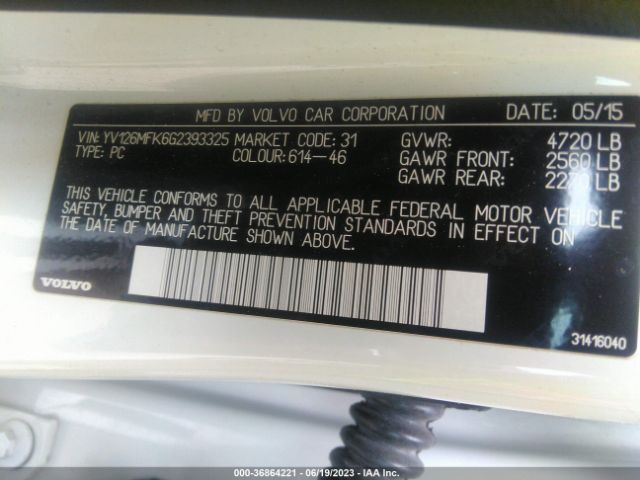 MFD BY VOLVO CAR CORPORATION DATE: 05/15
VIN: YV126MFK6G2393325 MARKET CODE: 31 GVWR: 4720 LB
TYPE: PC COLOUR: 614-46 GAWR FRONT: 2560 LB
GAWR REAR: 2270 LB
THIS VEHICLE CONFORMS TO ALL APPLICABLE FEDERAL MOTOR VEHICLE
SAFETY, BUMPER AND THEFT PREVENTION STANDARDS IN EFFECT ON
THE DATE OF MANUFACTURE SHOWN ABOVE.
VOLVO
31416040
000-36864221 - 06/19/2023 - IAA Inc.